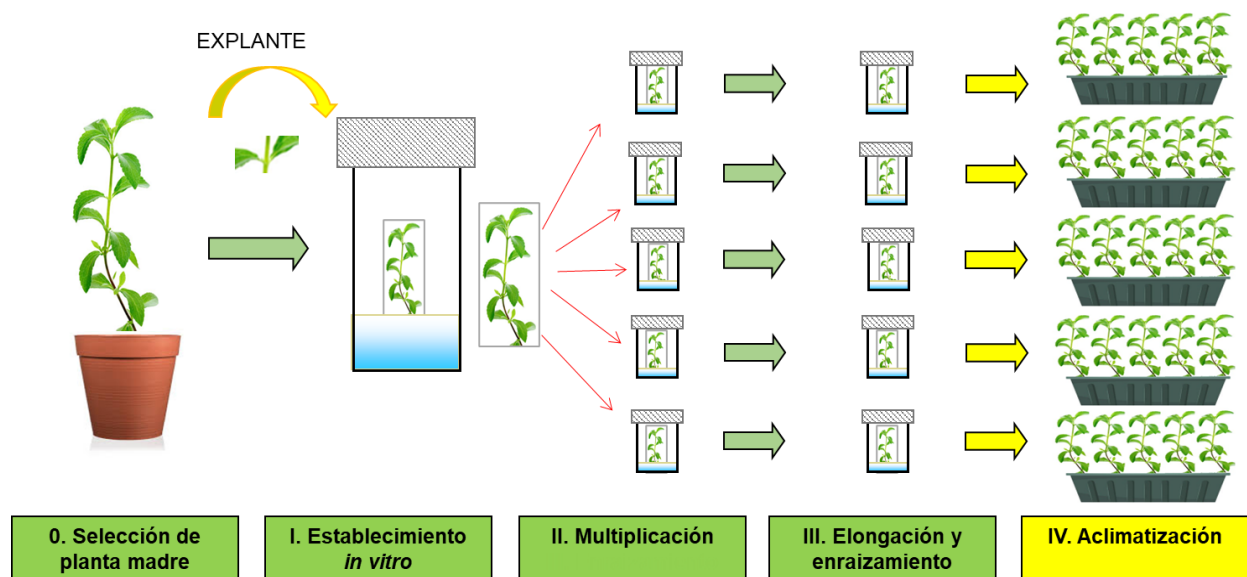 EXPLANTE
0. Selección de
planta madre
I. Establecimiento
in vitro
II. Multiplicación
III. Elongación y
enraizamiento
IV. Aclimatización